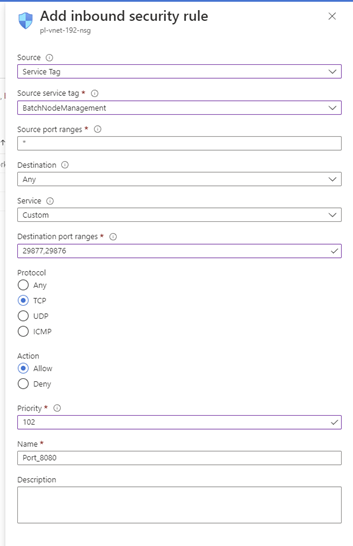 Add inbound security rule
pl-vnet-192-nsg
Source
Service Tag
Source service tag *
BatchNodeManagement
Source port ranges *
*
Destination
Any
Service
Custom
Destination port ranges *
29877,29876
Protocol
Any
TCP
UDP
ICMP
Action
Allow
Deny
Priority *
102
Name *
Port_8080
Description